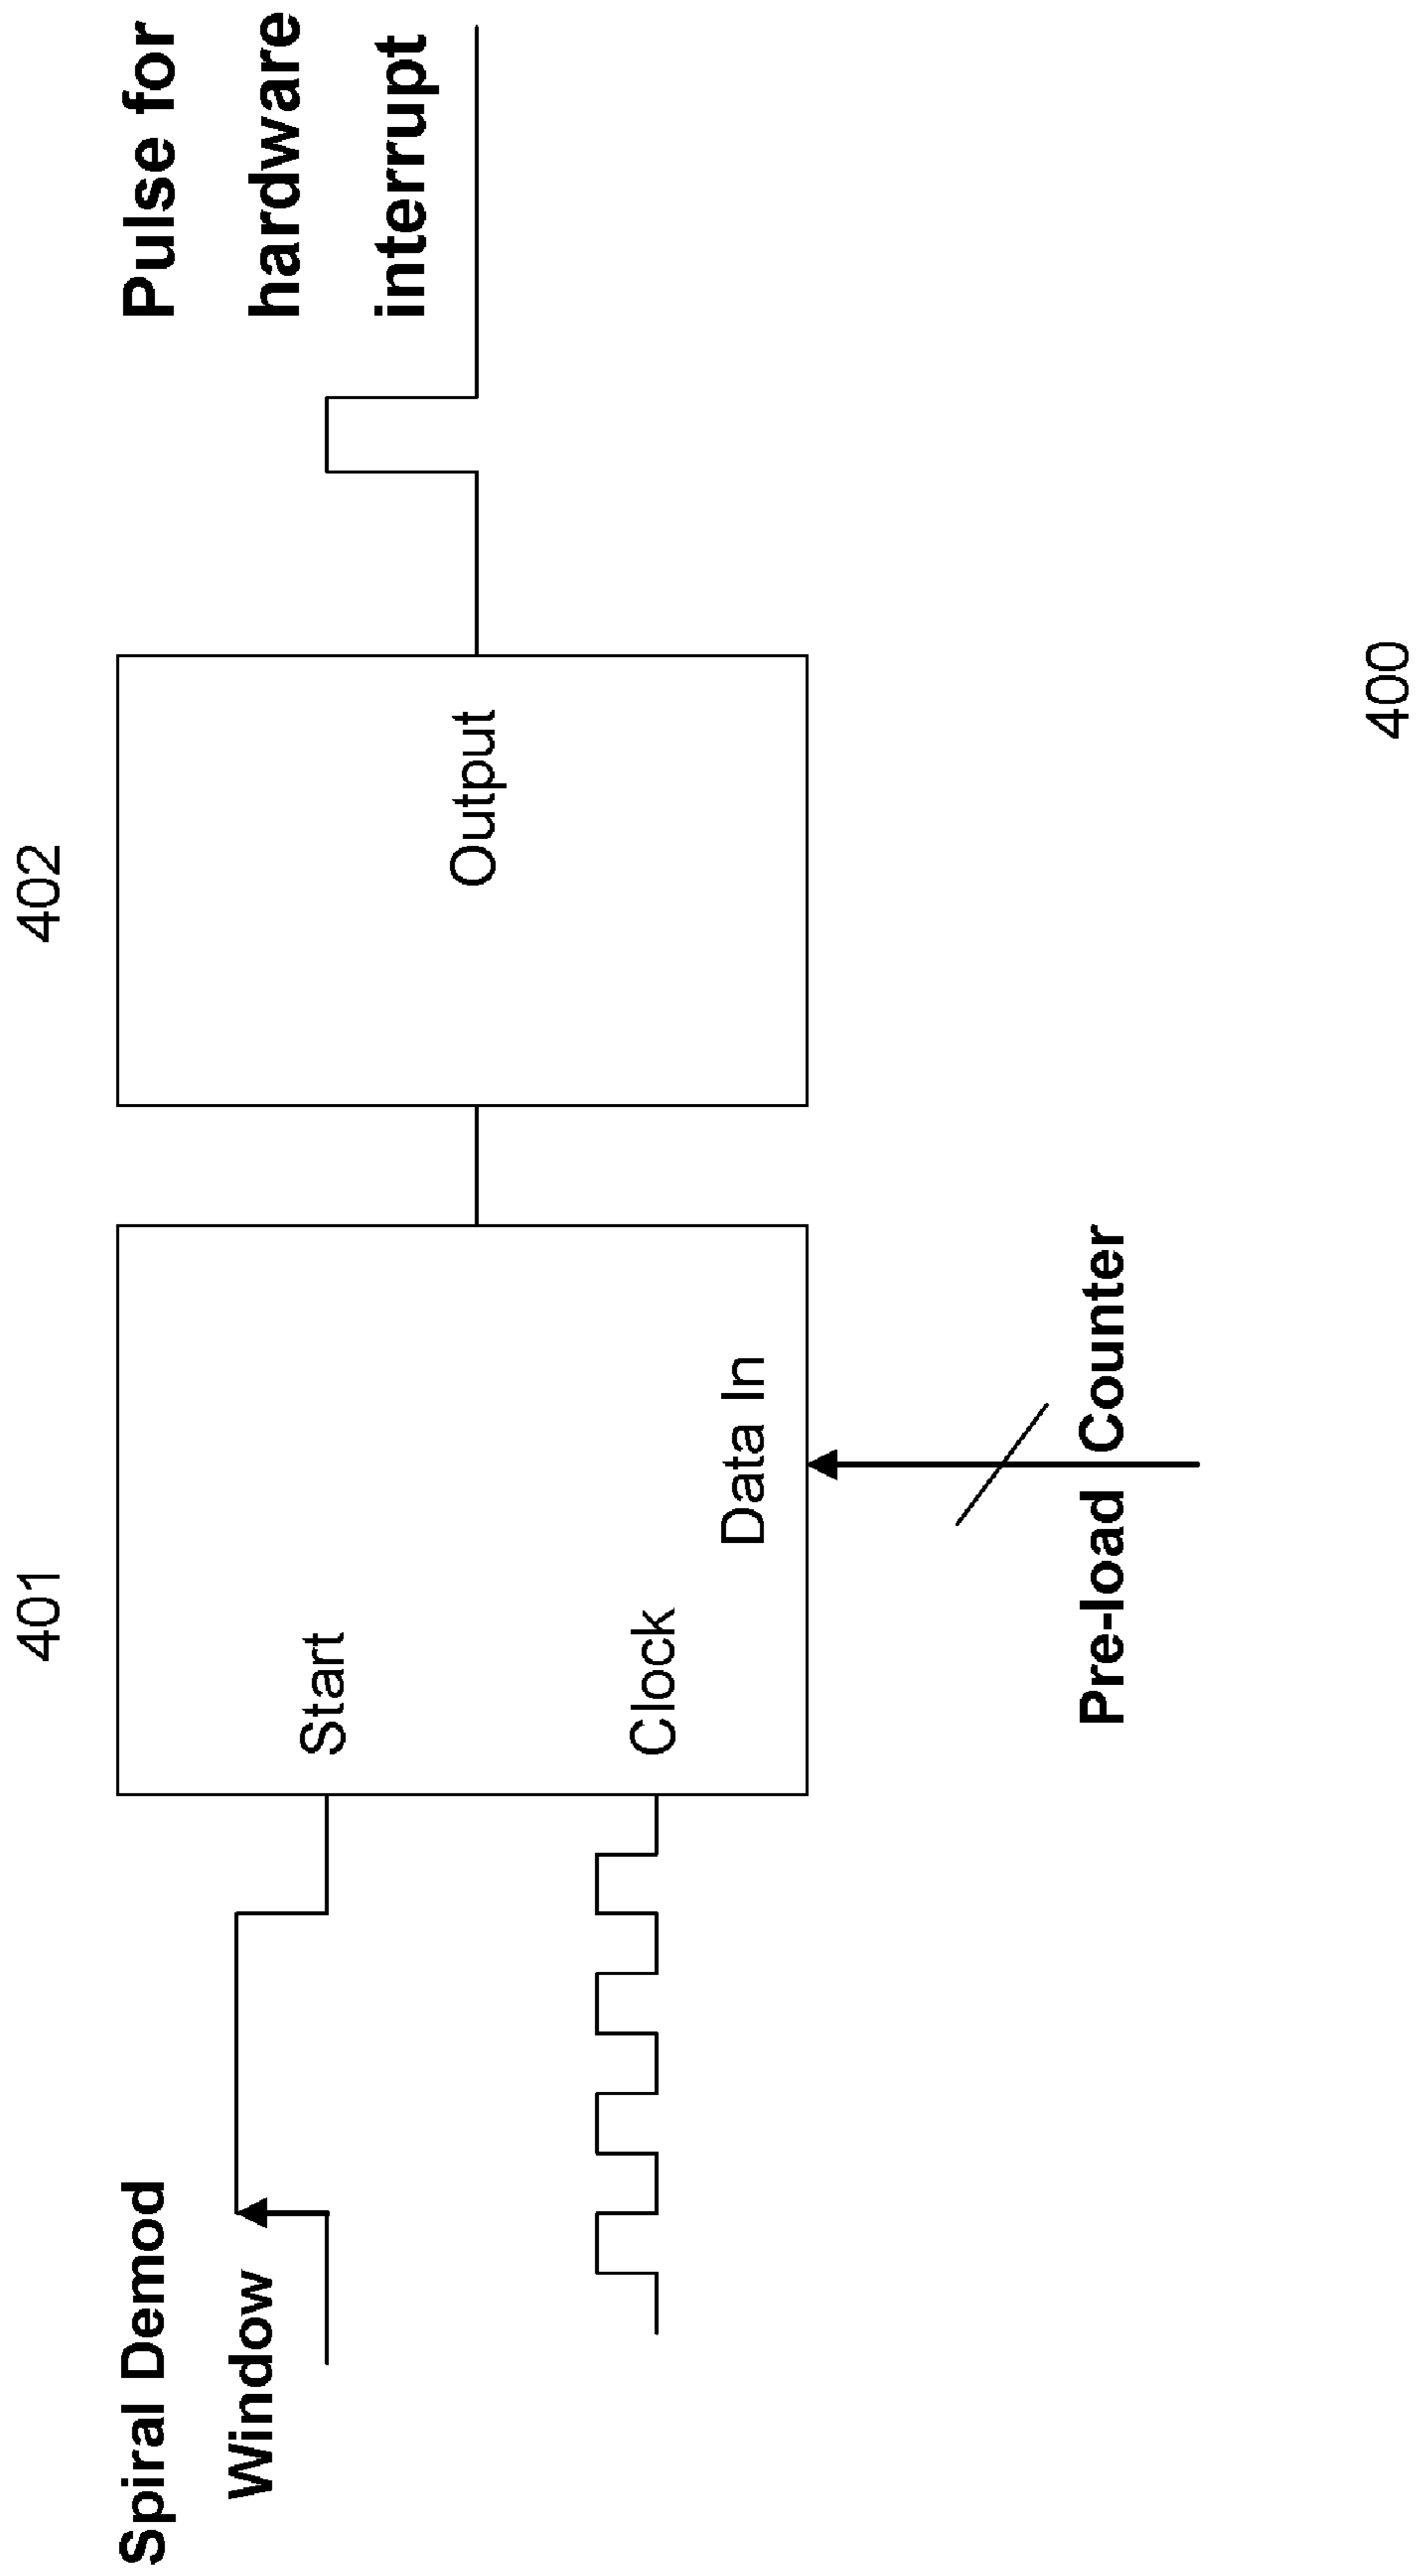 401
402
Spiral Demod
Window
Pulse for
hardware
interrupt
Start
Output
Clock
Data In
Pre-load Counter
400